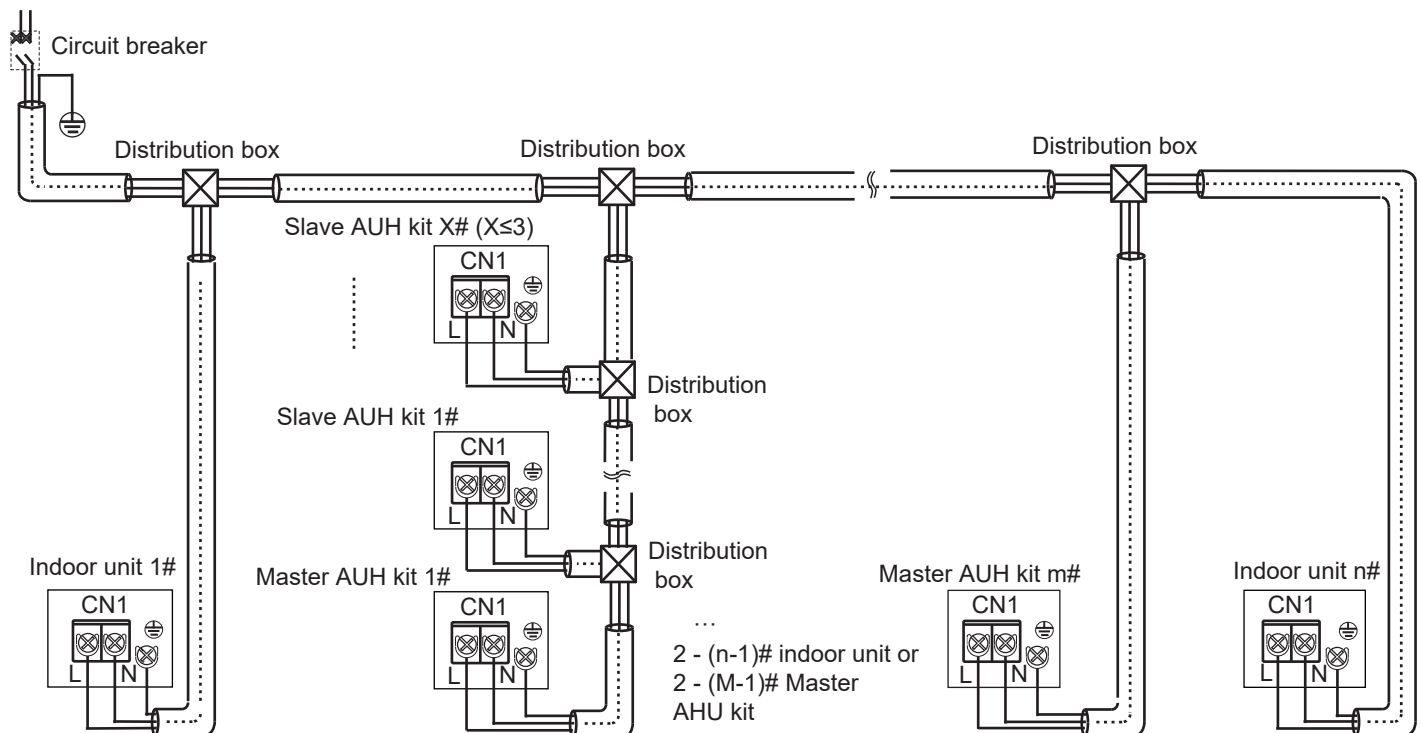 Circuit breaker
Distribution box
Distribution box
Distribution box
Slave AUH kit X# (X≤3)
CN1
L N
Distribution
box
Slave AUH kit 1#
CN1
L N
Distribution
box
Indoor unit 1#
CN1
L N
Master AUH kit 1#
CN1
L N
...
2 - (n-1)# indoor unit or
2 - (M-1)# Master
AHU kit
Master AUH kit m#
CN1
L N
Indoor unit n#
CN1
L N